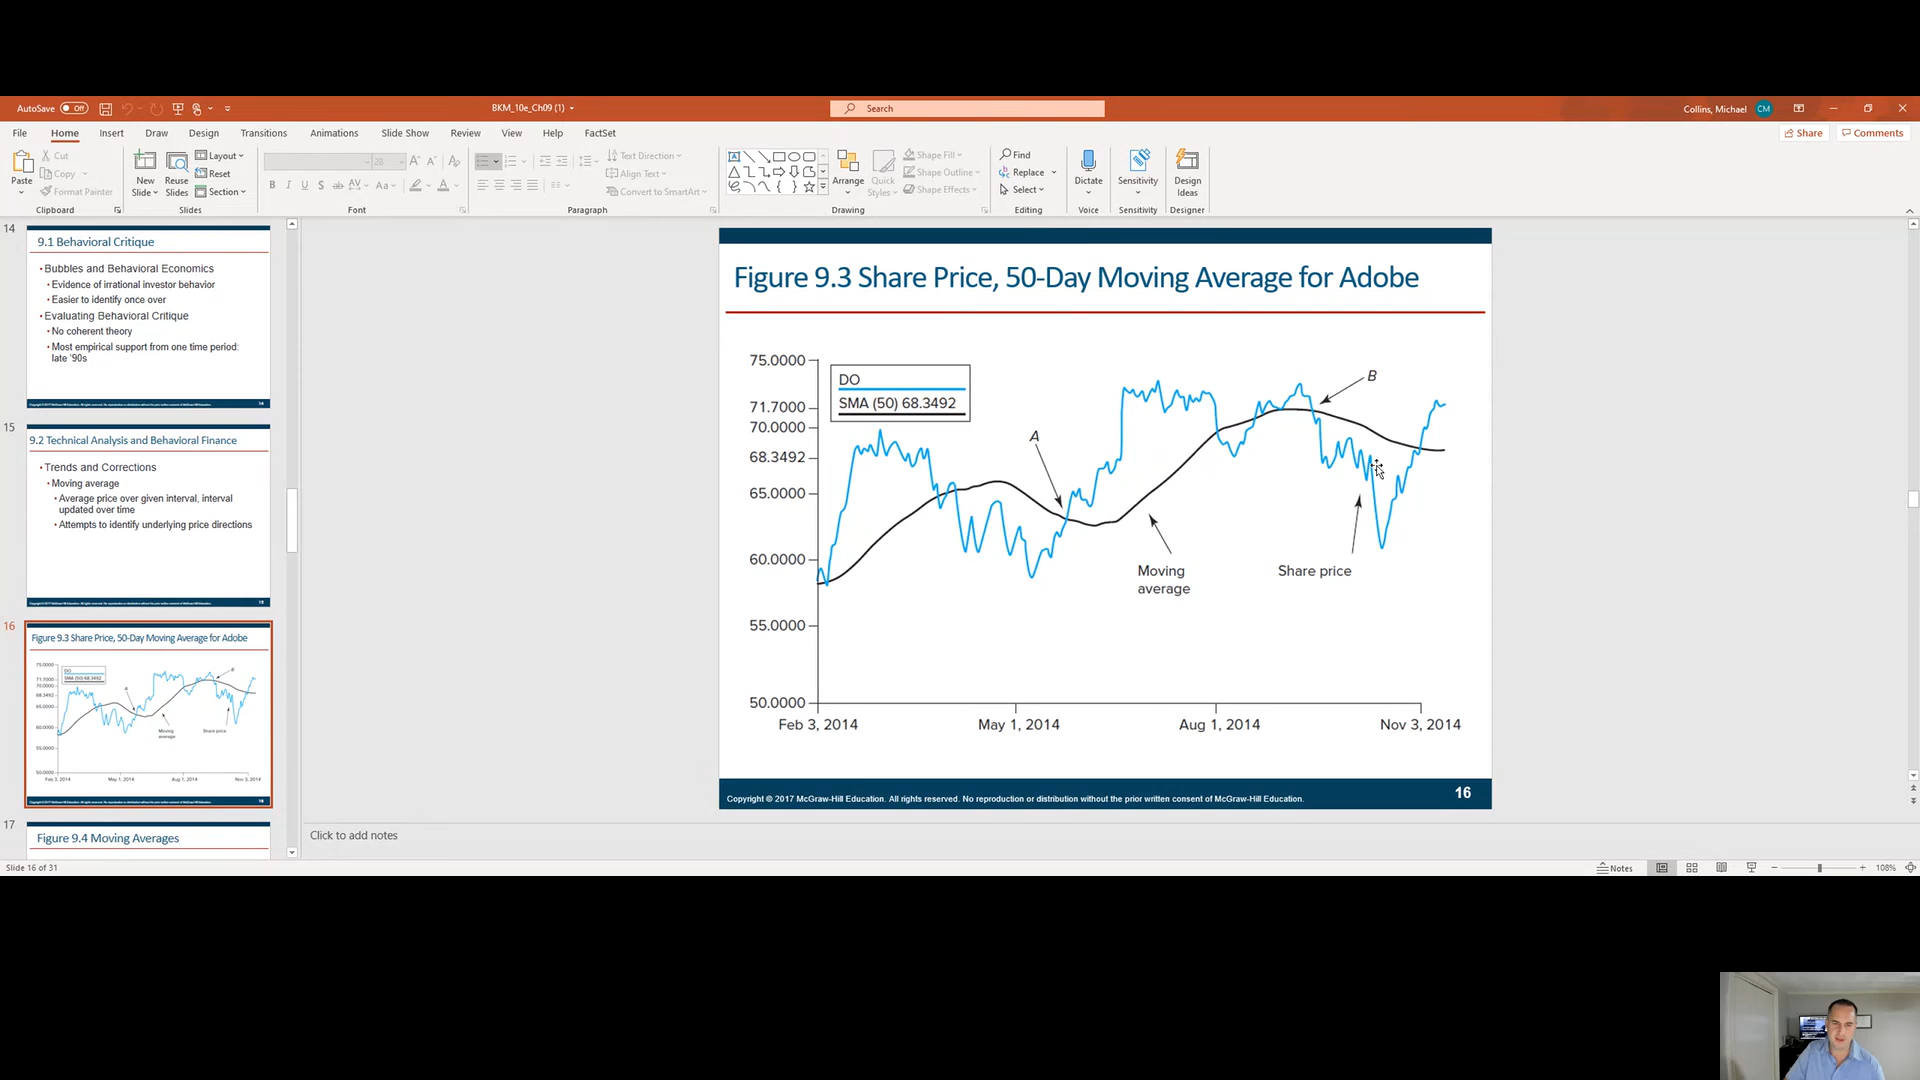 AutoSave Off
BKM_10e_Ch09 (1)
Search
Collins, Michael CM
File Home Insert Draw Design Transitions Animations Slide Show Review View Help FactSet
Share Comments
Paste
Cut
Copy
Format Painter
Clipboard
New Slide
Reuse Slides
Layout
Reset
Section
Slides
28
Font
Text Direction
Align Text
Convert to SmartArt
Paragraph
Arrange
Quick Styles
Shape Fill
Shape Outline
Shape Effects
Drawing
Find
Replace
Select
Editing
Dictate
Voice
Sensitivity
Sensitivity
Design Ideas
Designer
14
9.1 Behavioral Critique
• Bubbles and Behavioral Economics
• Evidence of irrational investor behavior
• Easier to identify once over
• Evaluating Behavioral Critique
• No coherent theory
• Most empirical support from one time period:
late '90s
15
9.2 Technical Analysis and Behavioral Finance
• Trends and Corrections
• Moving average
• Average price over given interval, interval
updated over time
• Attempts to identify underlying price directions
16
Figure 9.3 Share Price, 50-Day Moving Average for Adobe
17
Figure 9.4 Moving Averages
Figure 9.3 Share Price, 50-Day Moving Average for Adobe
75.0000
71.7000
70.0000
68.3492
65.0000
60.0000
55.0000
50.0000
DO
SMA (50) 68.3492
A
B
Moving
average
Share price
Feb 3, 2014
May 1, 2014
Aug 1, 2014
Nov 3, 2014
Copyright © 2017 McGraw-Hill Education. All rights reserved. No reproduction or distribution without the prior written consent of McGraw-Hill Education.
16
Click to add notes
Slide 16 of 31
Notes
108%